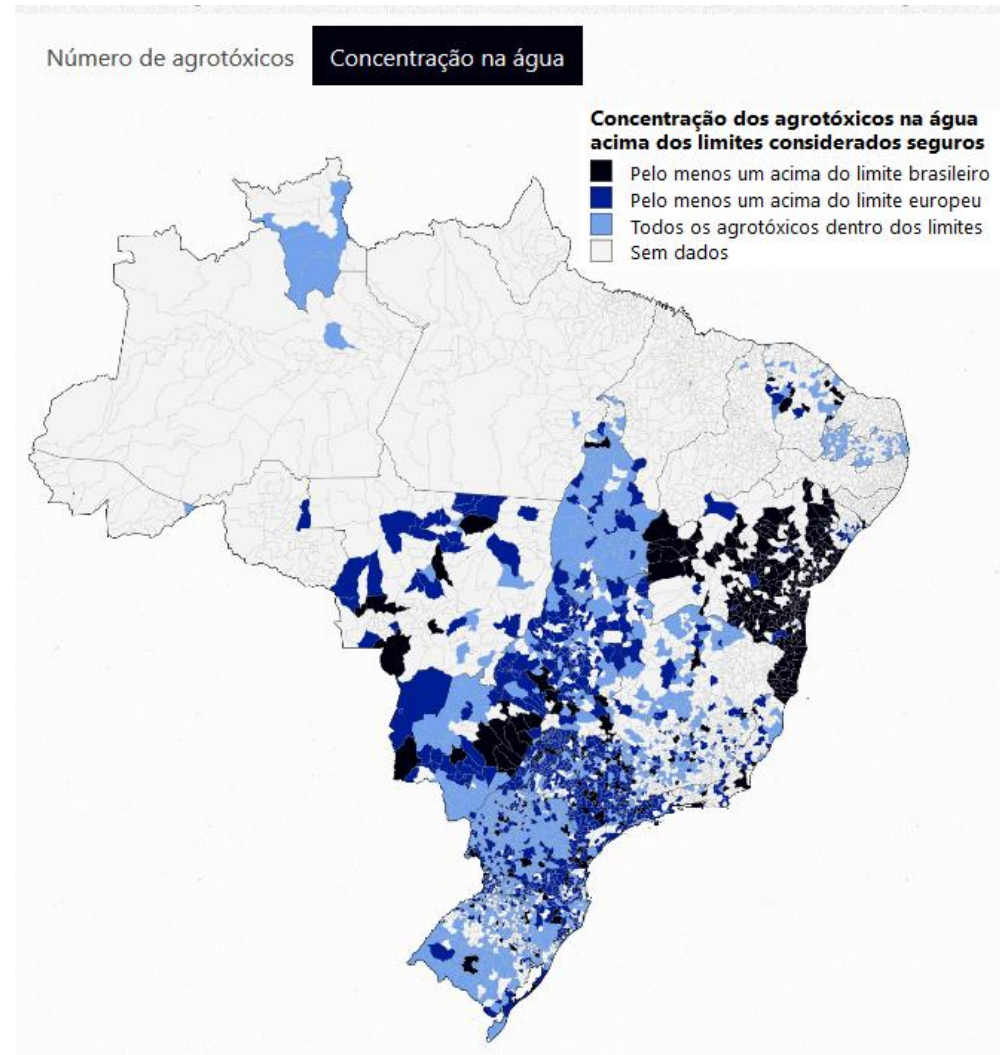 Número de agrotóxicos
Concentração na água
Concentração dos agrotóxicos na água
acima dos limites considerados seguros
Pelo menos um acima do limite brasileiro
Pelo menos um acima do limite europeu
Todos os agrotóxicos dentro dos limites
Sem dados